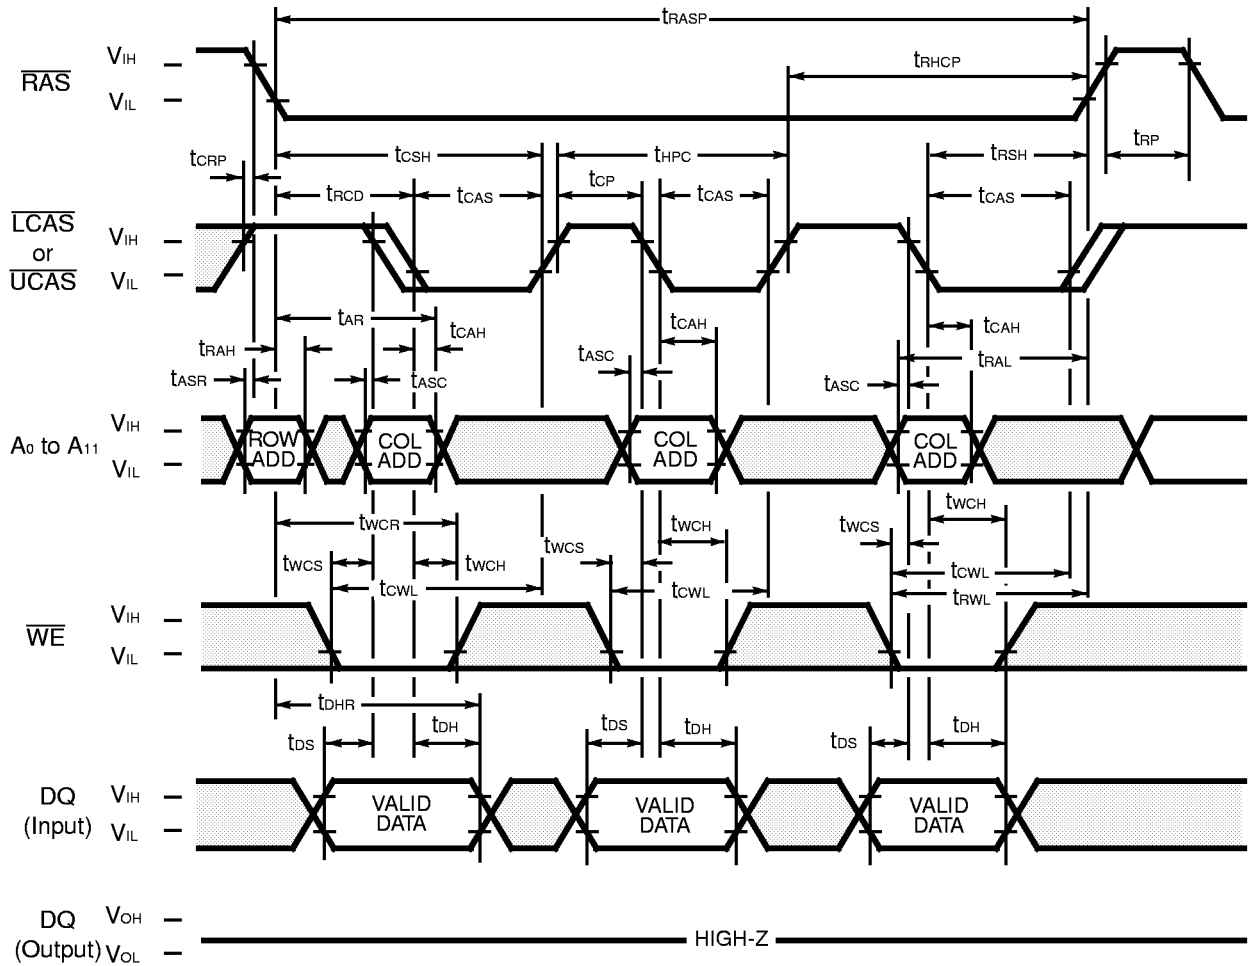 tRASP
VIH
RAS
VIL
tRHCP
tRP
tCRP
tCSH
tHPC
tRSH
tRCD
tCAS
tCP
tCAS
tCAS
LCAS
or
UCAS
VIH
VIL
tAR
tCAH
tRAH
tASR
tASC
tCAH
tASC
tCAH
tRAL
tASC
A0 to A11
VIH
VIL
ROW
ADD
COL
ADD
COL
ADD
COL
ADD
tWCR
tWCS
tWCH
tCWL
tWCS
tWCH
tCWL
tWCS
tWCH
tCWL
tRWL
WE
VIH
VIL
tDHR
tDS
tDH
tDS
tDH
tDS
tDH
DQ
(Input)
VIH
VIL
VALID
DATA
VALID
DATA
VALID
DATA
DQ
(Output)
VOH
VOL
HIGH-Z